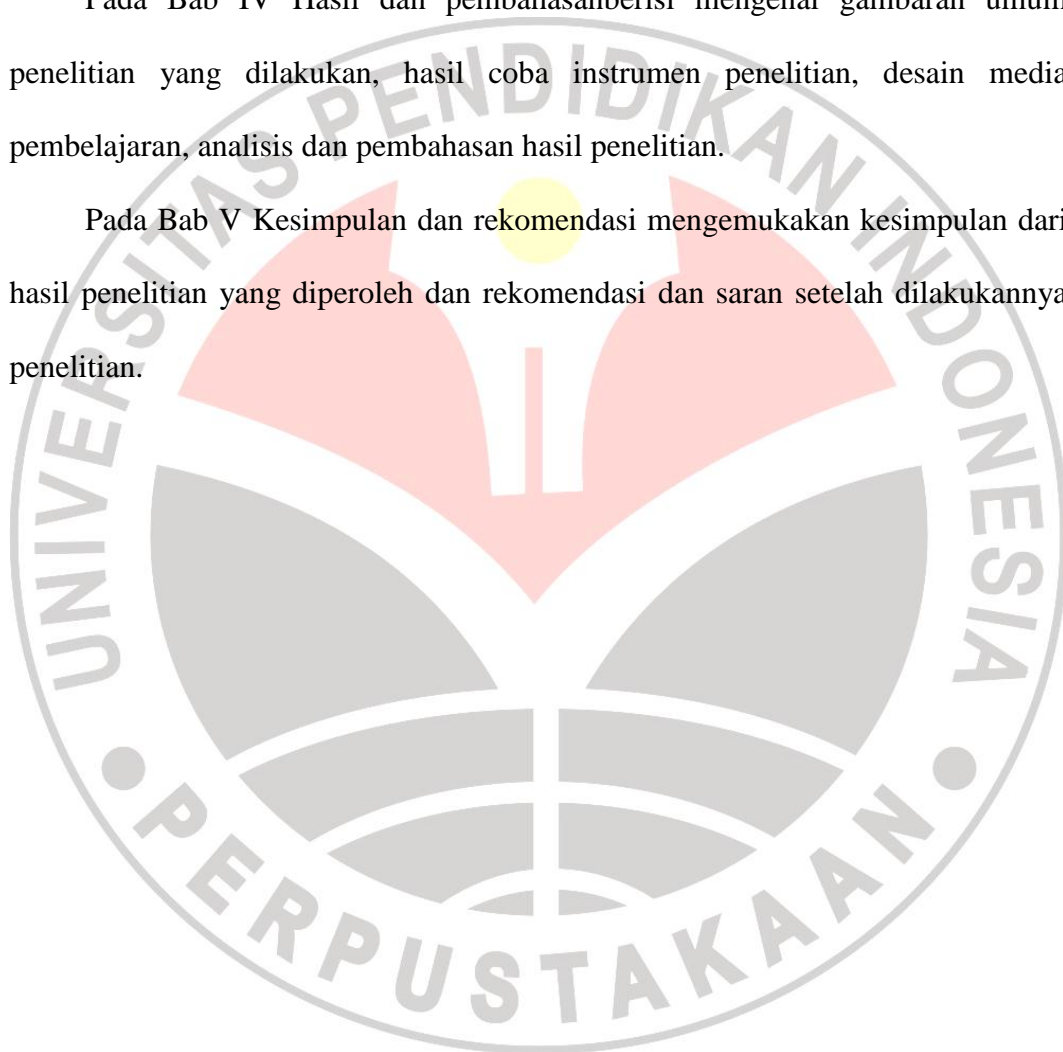 Pada Bab IV Hasil dan pembahasanberisi mengenai gambaran umum
penelitian yang dilakukan, hasil coba instrumen penelitian, desain media
pembelajaran, analisis dan pembahasan hasil penelitian.
Pada Bab V Kesimpulan dan rekomendasi mengemukakan kesimpulan dari
hasil penelitian yang diperoleh dan rekomendasi dan saran setelah dilakukannya
penelitian.
UNIVERSITAS PENDIDIKAN INDONESIA
PERPUSTAKAAN